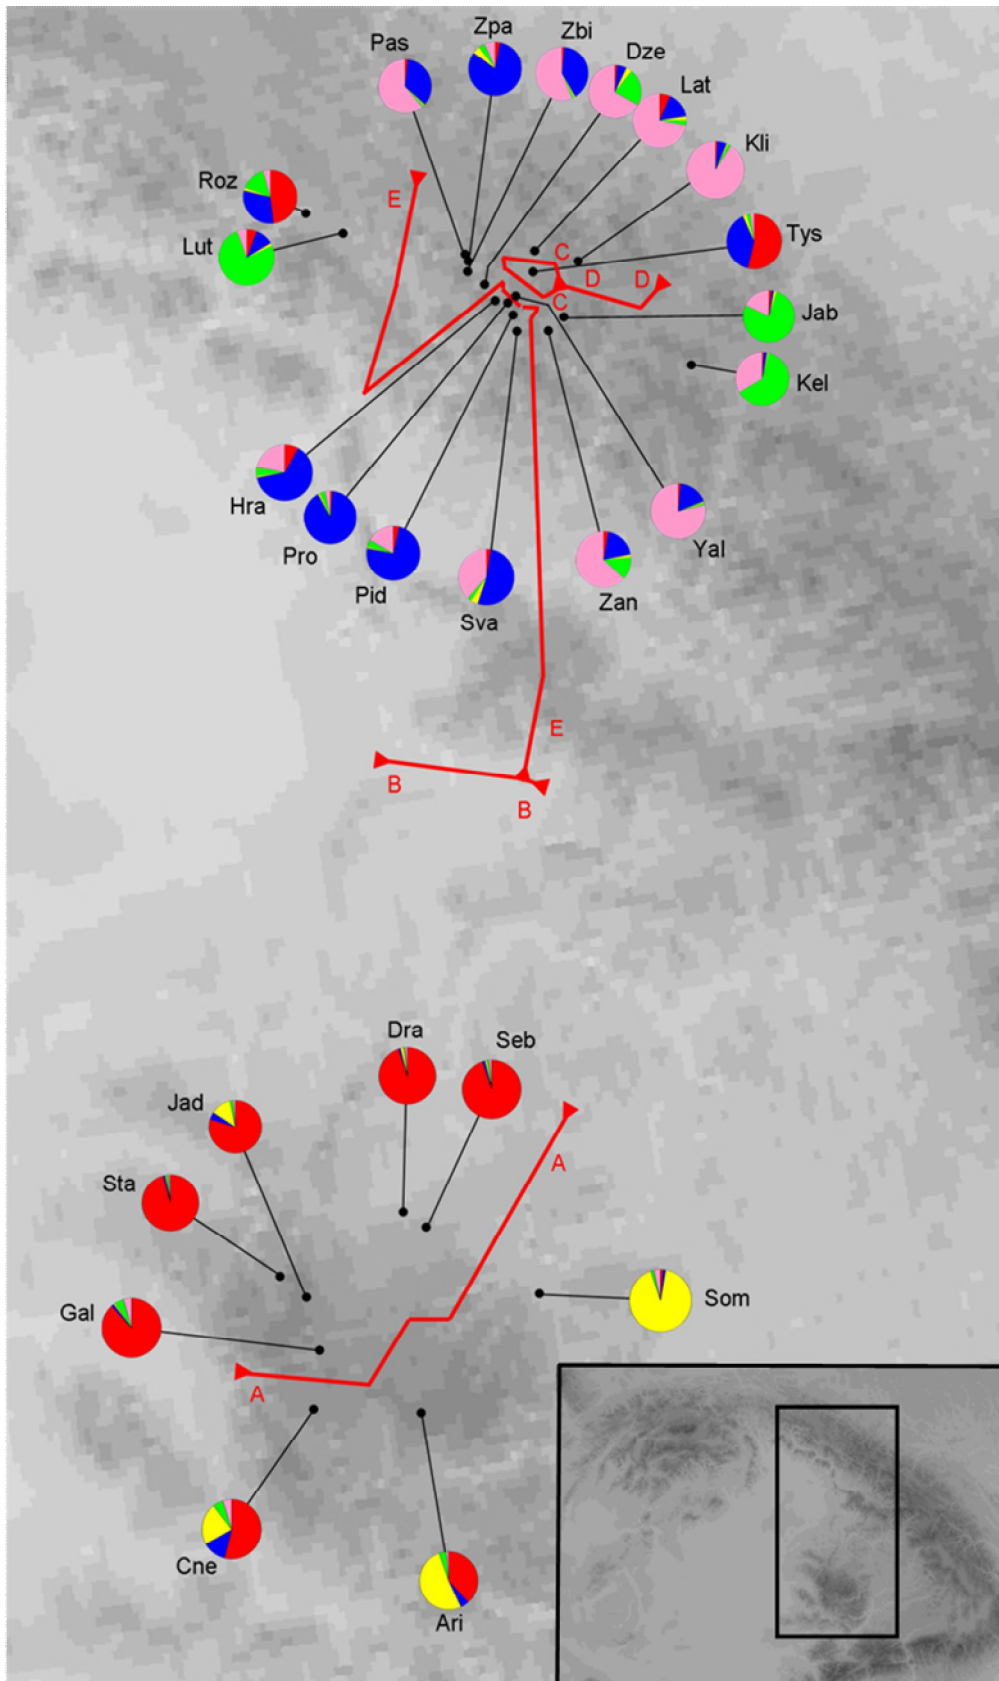 Zpa
Zbi
Pas
Dze
Lat
Kli
Roz
E
Tys
Lut
C
D
D
C
Jab
Kel
Hra
Pro
Yal
Pid
Zan
Sva
E
B
B
Dra
Seb
Jad
A
Sta
Som
Gal
A
Cne
Ari